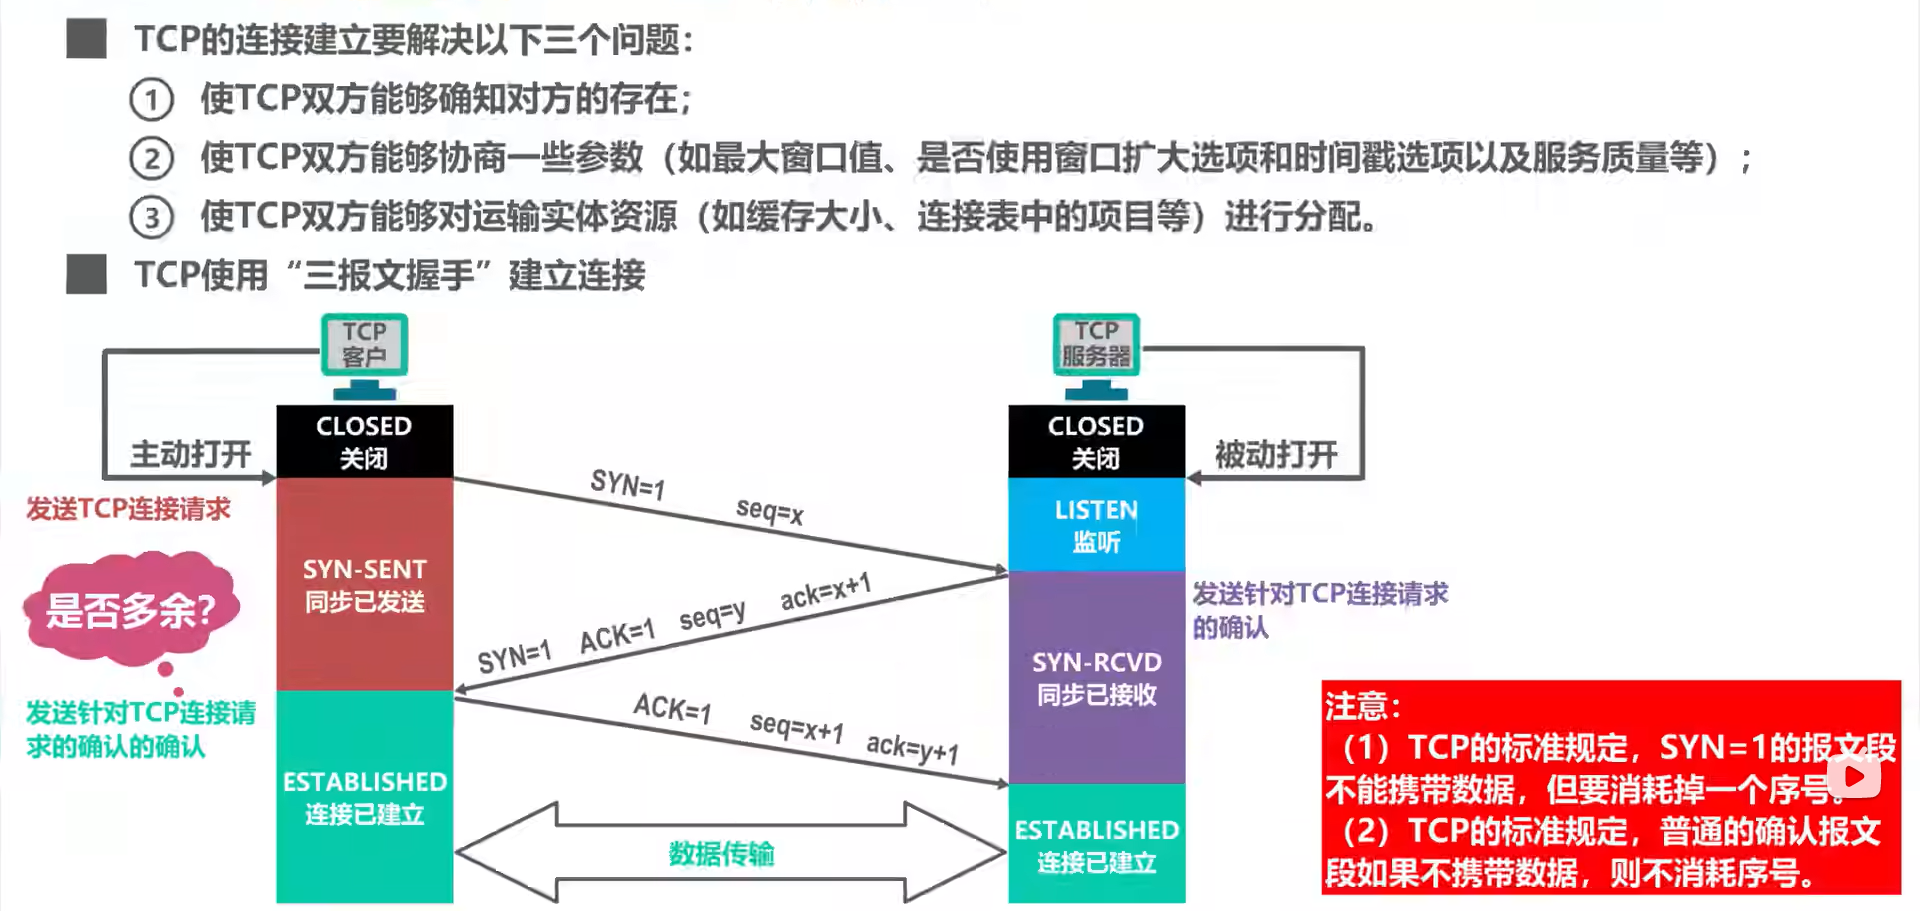 TCP的连接建立要解决以下三个问题：
① 使TCP双方能够确知对方的存在；
② 使TCP双方能够协商一些参数（如最大窗口值、是否使用窗口扩大选项和时间戳选项以及服务质量等）；
③ 使TCP双方能够对运输实体资源（如缓存大小、连接表中的项目等）进行分配。
TCP使用“三报文握手”建立连接
TCP
客户
TCP
服务器
主动打开
CLOSED
关闭
CLOSED
关闭
被动打开
发送TCP连接请求
SYN=1 seq=x
LISTEN
监听
是否多余？
SYN-SENT
同步已发送
SYN=1 ACK=1 seq=y ack=x+1
发送针对TCP连接请求
的确认
SYN-RCVD
同步已接收
发送针对TCP连接请
求的确认的确认
ACK=1 seq=x+1 ack=y+1
ESTABLISHED
连接已建立
数据传输
ESTABLISHED
连接已建立
注意：
（1）TCP的标准规定，SYN=1的报文段
不能携带数据，但要消耗掉一个序号。
（2）TCP的标准规定，普通的确认报文
段如果不携带数据，则不消耗序号。